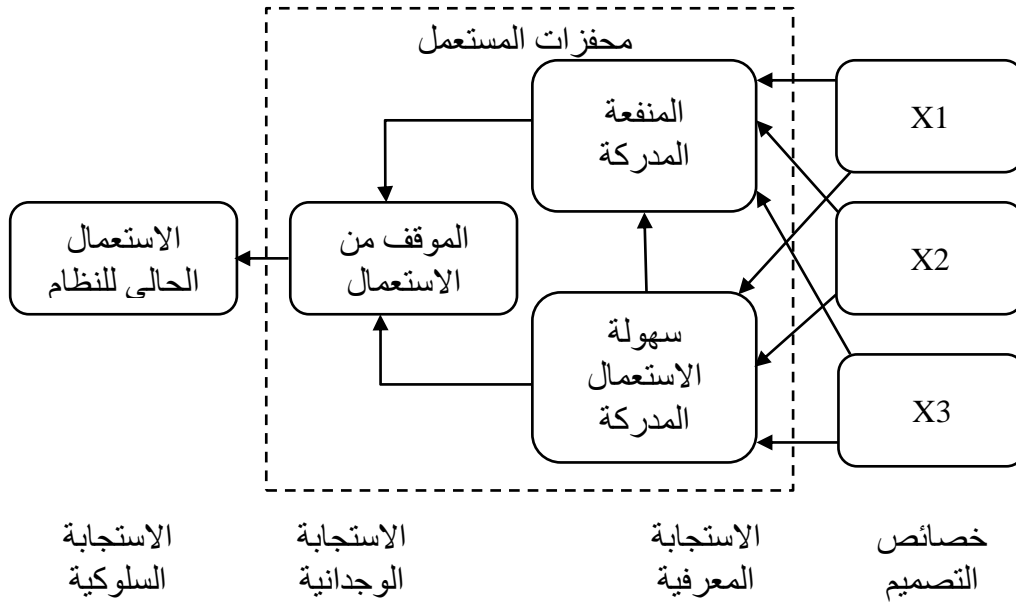 محفزات المستعمل
X1
المنفعة
المدركة
X2
الموقف من
الاستعمال
الاستعمال
الحالي للنظام
سهولة
الاستعمال
المدركة
X3
خصائص
التصميم
الاستجابة
المعرفية
الاستجابة
الوجدانية
الاستجابة
السلوكية